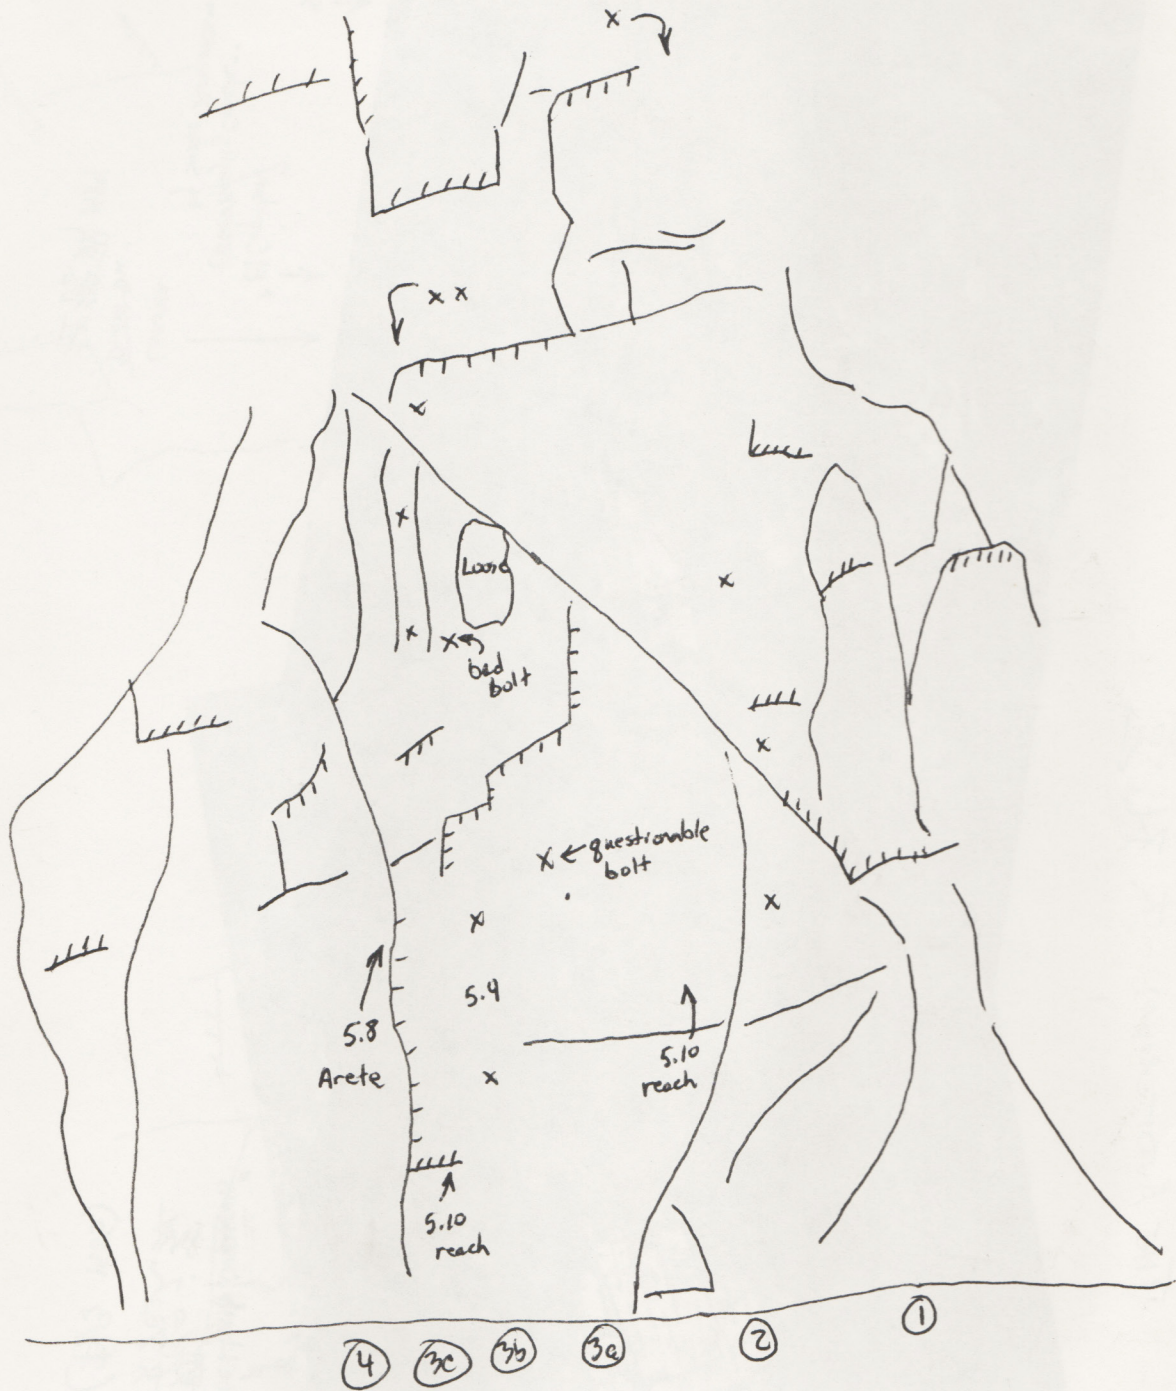 x
x x
x
x
Loose
x
x
x
bad
bolt
x
x ← questionable
bolt
x
x
5.9
5.8
Arete
5.10
reach
x
5.10
reach
4
3c
3b
3a
2
1